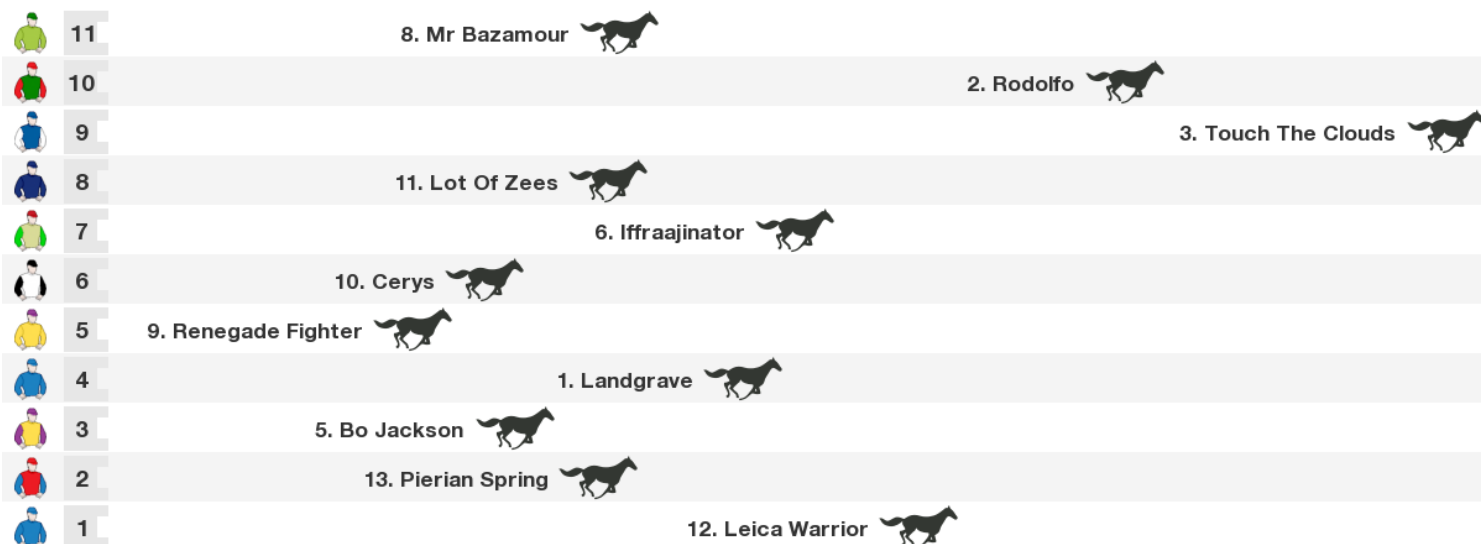 11 8. Mr Bazamour
10 2. Rodolfo
9 3. Touch The Clouds
8 11. Lot Of Zees
7 6. Iffraajinator
6 10. Cerys
5 9. Renegade Fighter
4 1. Landgrave
3 5. Bo Jackson
2 13. Pierian Spring
1 12. Leica Warrior